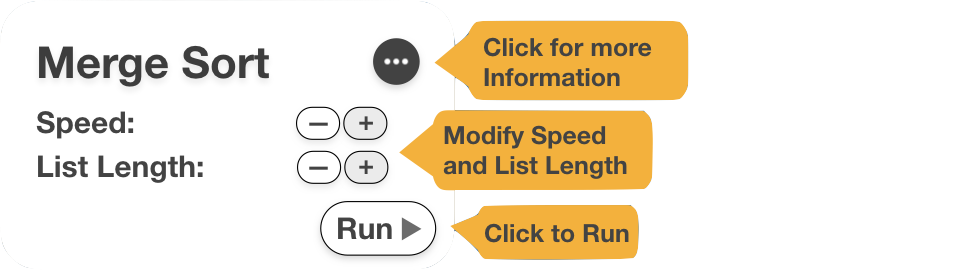 Merge Sort
•••
Click for more
Information
Speed:
– +
Modify Speed
and List Length
List Length:
– +
Run
Click to Run